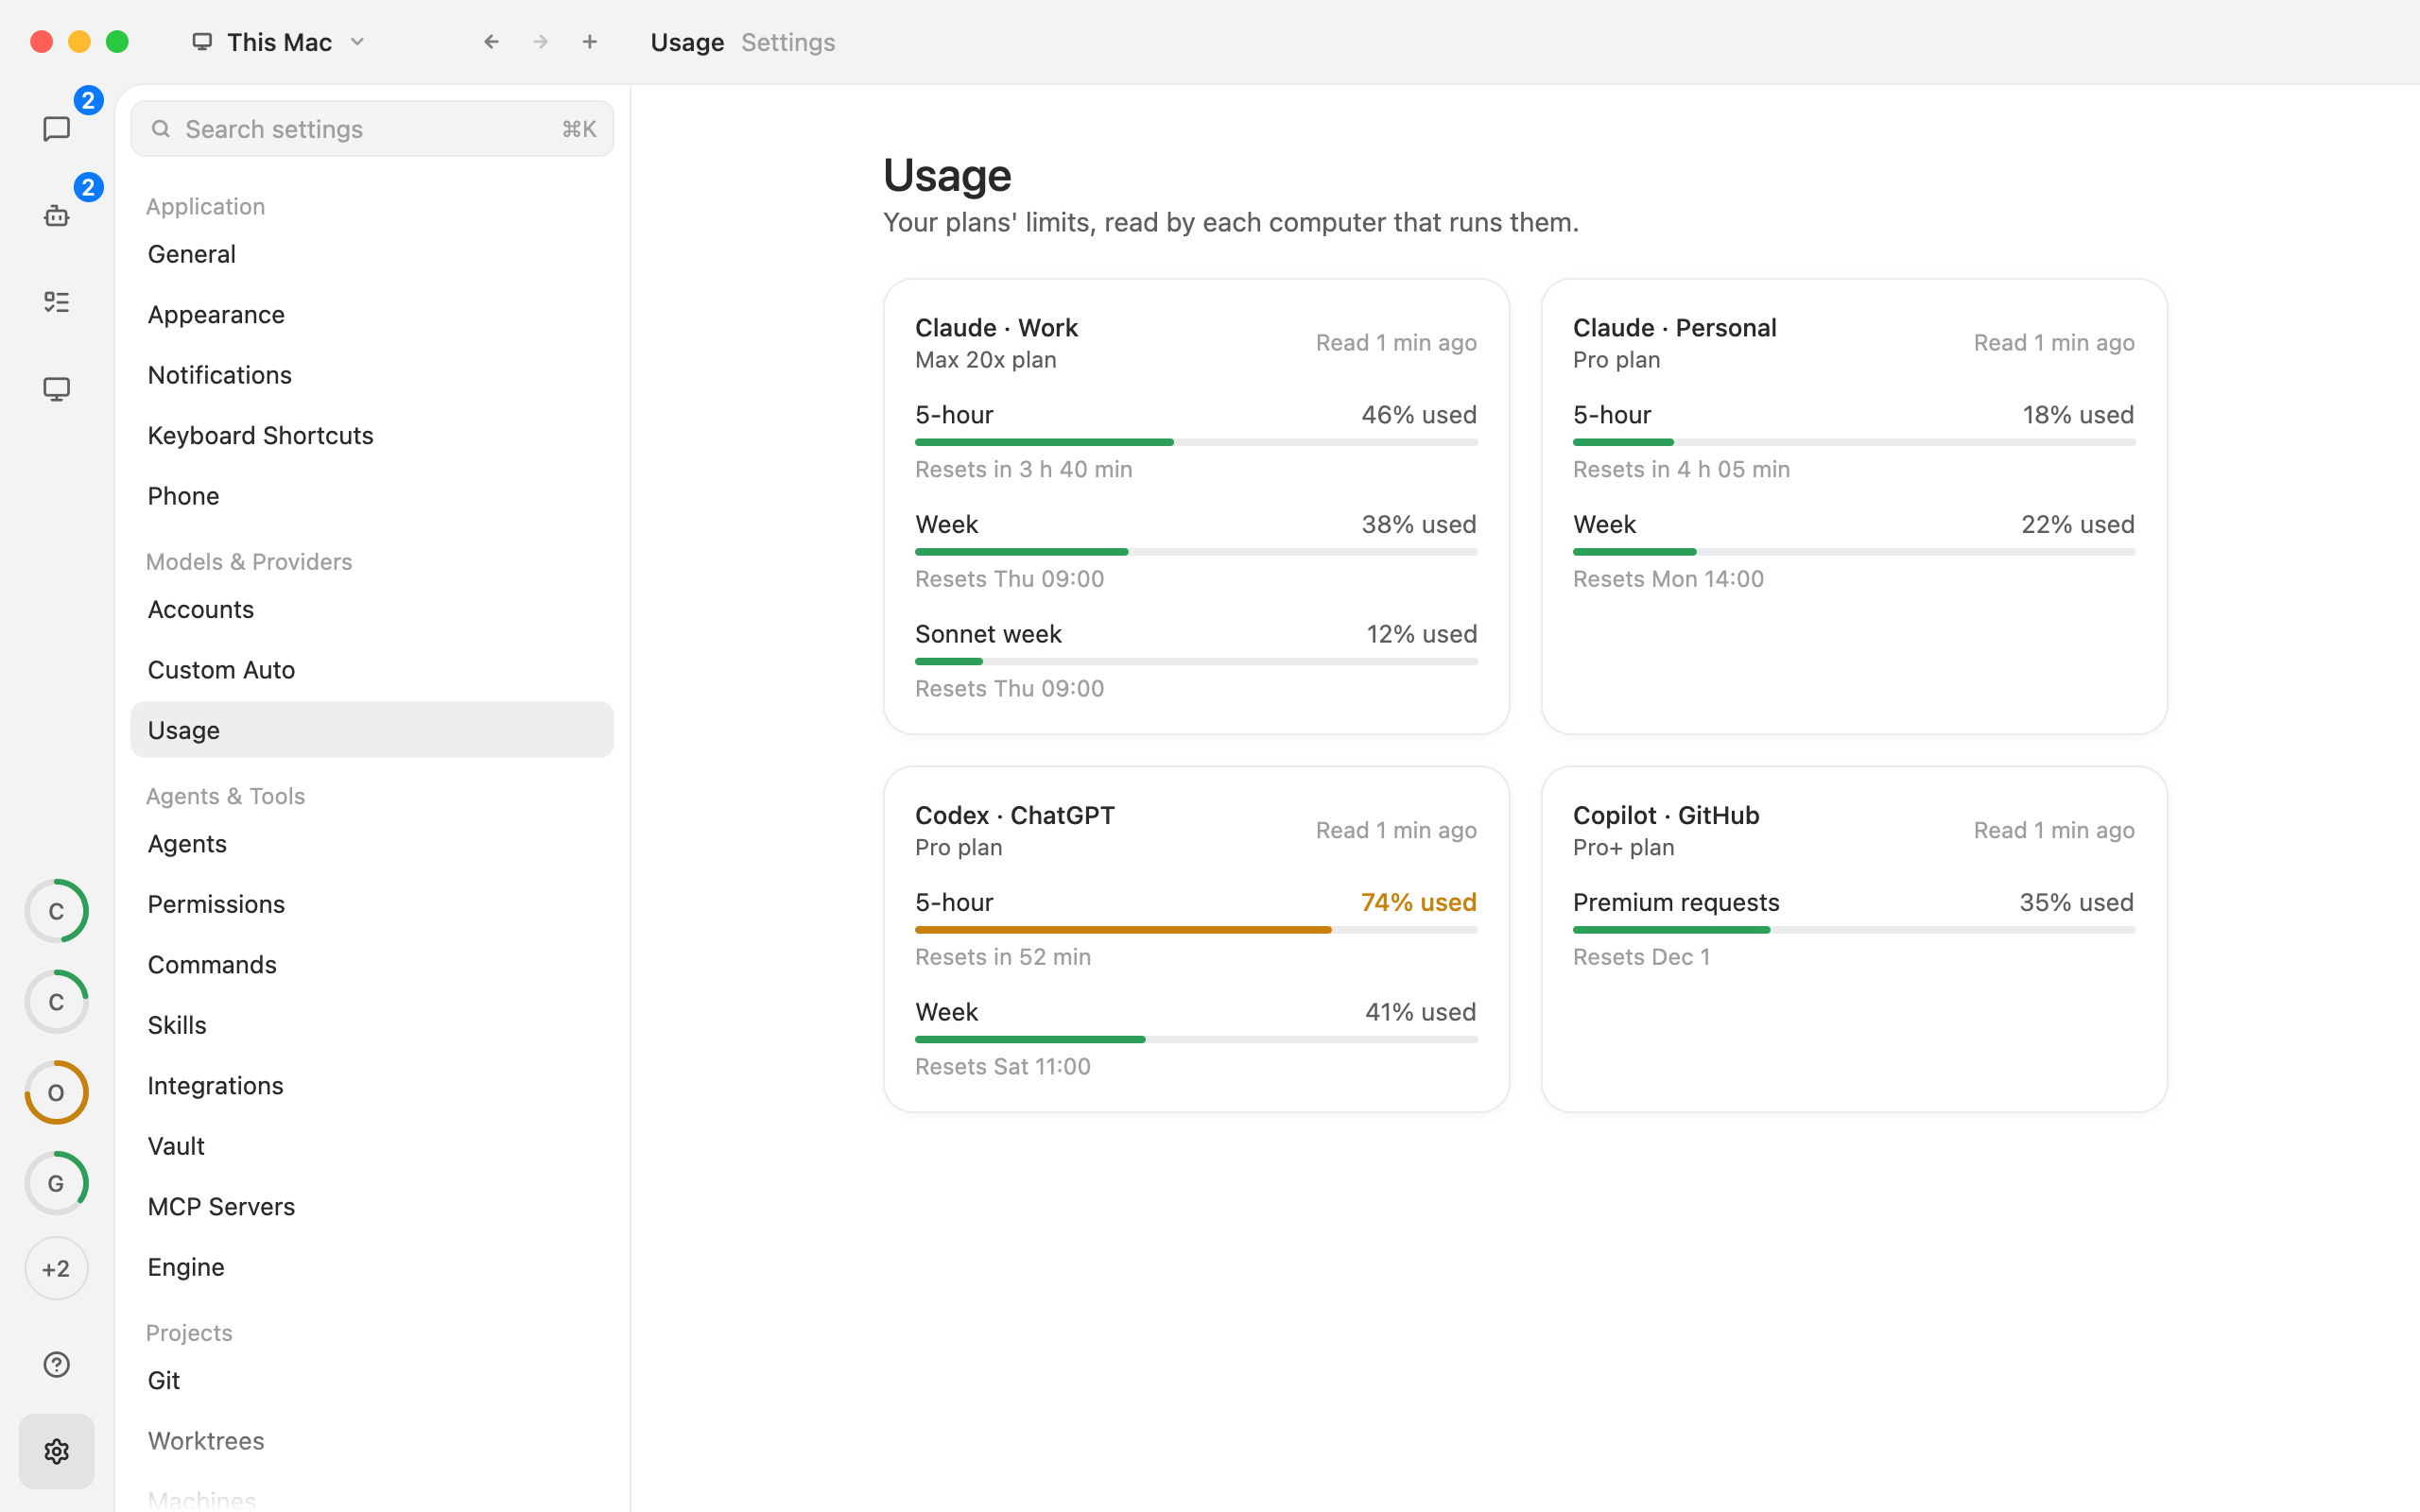 This Mac
Usage Settings
2
2
Search settings ⌘K
Application
General
Appearance
Notifications
Keyboard Shortcuts
Phone
Models & Providers
Accounts
Custom Auto
Usage
Agents & Tools
Agents
Permissions
Commands
Skills
Integrations
Vault
MCP Servers
Engine
Projects
Git
Worktrees
Machines
C
C
O
G
+2
Usage
Your plans' limits, read by each computer that runs them.
Claude · Work
Max 20x plan
Read 1 min ago
5-hour 46% used
Resets in 3 h 40 min
Week 38% used
Resets Thu 09:00
Sonnet week 12% used
Resets Thu 09:00
Claude · Personal
Pro plan
Read 1 min ago
5-hour 18% used
Resets in 4 h 05 min
Week 22% used
Resets Mon 14:00
Codex · ChatGPT
Pro plan
Read 1 min ago
5-hour 74% used
Resets in 52 min
Week 41% used
Resets Sat 11:00
Copilot · GitHub
Pro+ plan
Read 1 min ago
Premium requests 35% used
Resets Dec 1